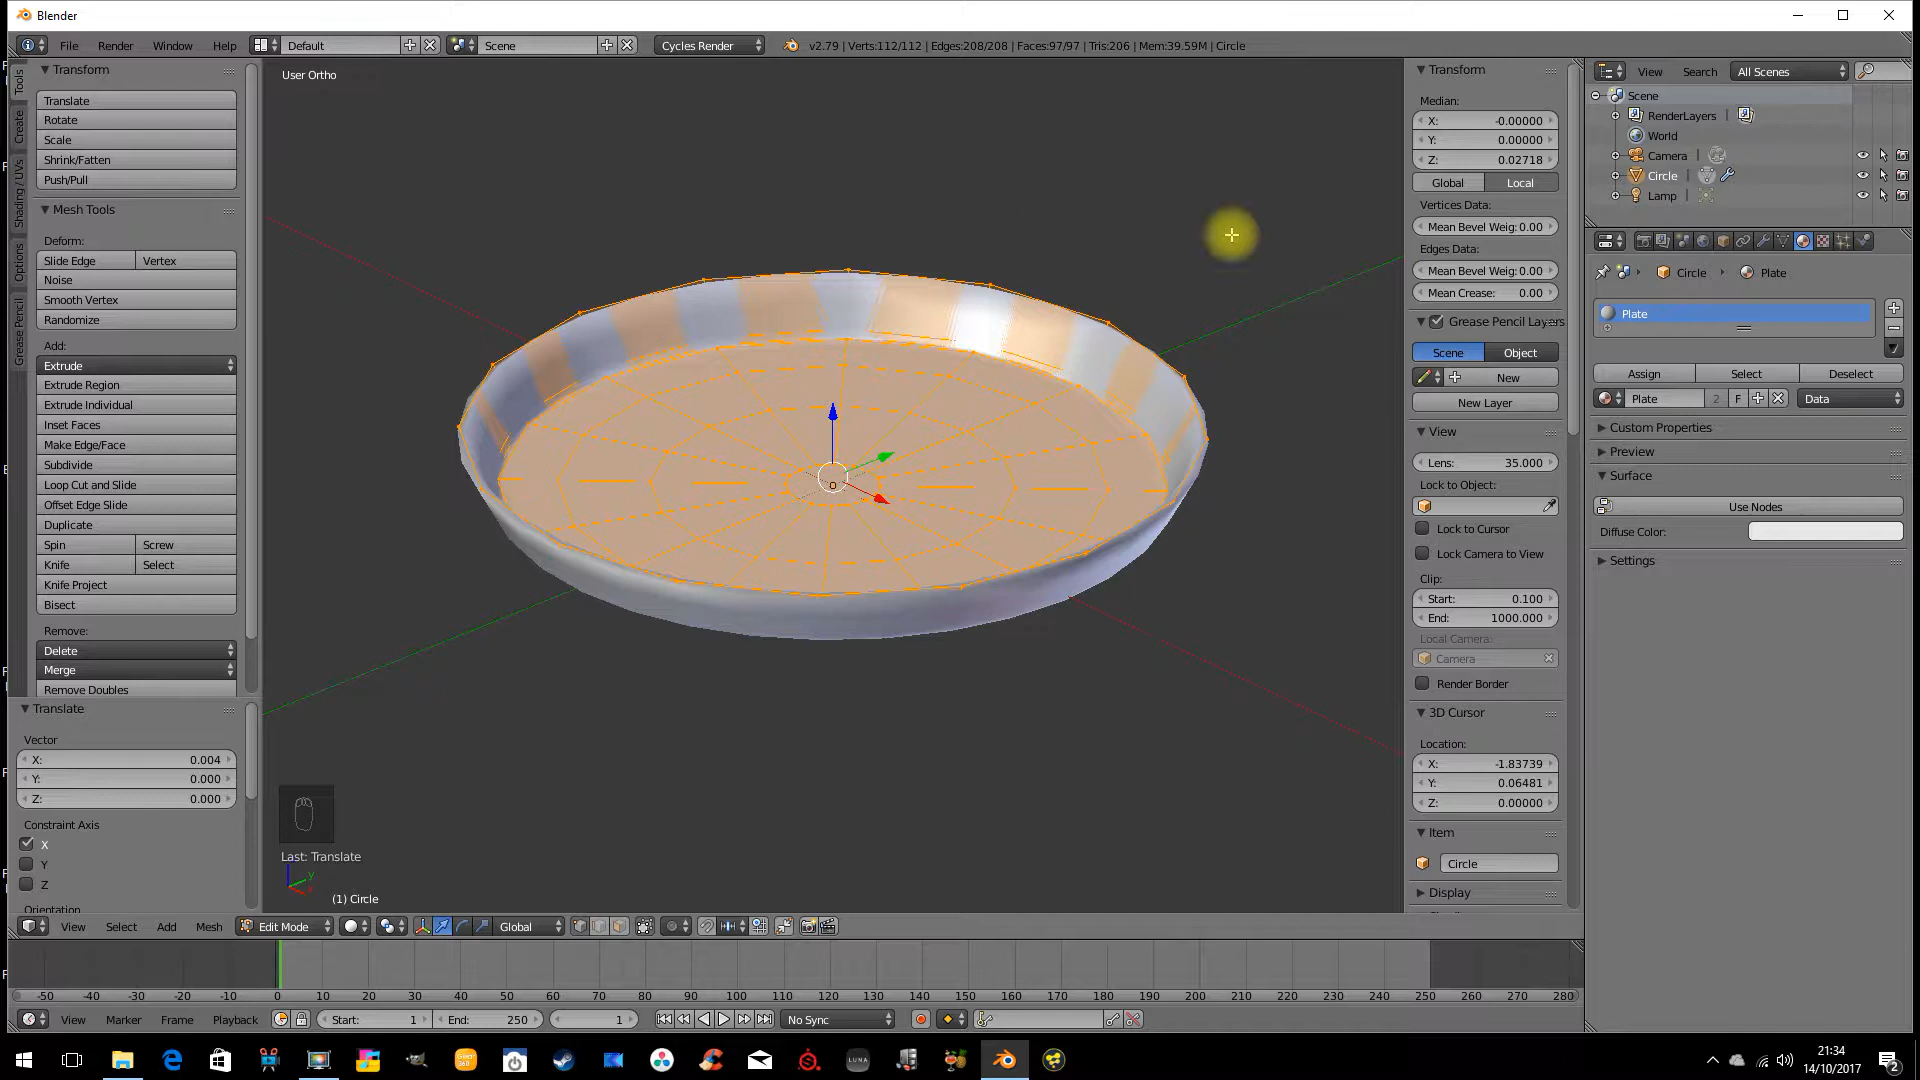 Blender
File Render Window Help Default Scene Cycles Render v2.79 | Verts:112/112 | Edges:208/208 | Faces:97/97 | Tris:206 | Mem:39.59M | Circle
Tools
Create
Shading / UVs
Options
Grease Pencil
Transform
Translate
Rotate
Scale
Shrink/Fatten
Push/Pull
Mesh Tools
Deform:
Slide Edge Vertex
Noise
Smooth Vertex
Randomize
Add:
Extrude
Extrude Region
Extrude Individual
Inset Faces
Make Edge/Face
Subdivide
Loop Cut and Slide
Offset Edge Slide
Duplicate
Spin Screw
Knife Select
Knife Project
Bisect
Remove:
Delete
Merge
Remove Doubles
Translate
Vector
X: 0.004
Y: 0.000
Z: 0.000
Constraint Axis
X
Y
Z
Orientation
User Ortho
Last: Translate
(1) Circle
Transform
Median:
X: -0.00000
Y: 0.00000
Z: 0.02718
Global Local
Vertices Data:
Mean Bevel Weig: 0.00
Edges Data:
Mean Bevel Weig: 0.00
Mean Crease: 0.00
Grease Pencil Layers
Scene Object
New
New Layer
View
Lens: 35.000
Lock to Object:
Lock to Cursor
Lock Camera to View
Clip:
Start: 0.100
End: 1000.000
Local Camera:
Camera
Render Border
3D Cursor
Location:
X: -1.83739
Y: 0.06481
Z: 0.00000
Item
Circle
Display
View Search All Scenes
Scene
RenderLayers |
World
Camera |
Circle |
Lamp |
Circle Plate
Plate
Assign Select Deselect
Plate 2 F Data
Custom Properties
Preview
Surface
Use Nodes
Diffuse Color:
Settings
View Select Add Mesh Edit Mode Global
-50 -40 -30 -20 -10 0 10 20 30 40 50 60 70 80 90 100 110 120 130 140 150 160 170 180 190 200 210 220 230 240 250 260 270 280
View Marker Frame Playback Start: 1 End: 250 1 No Sync
LUNA
21:34
14/10/2017
2